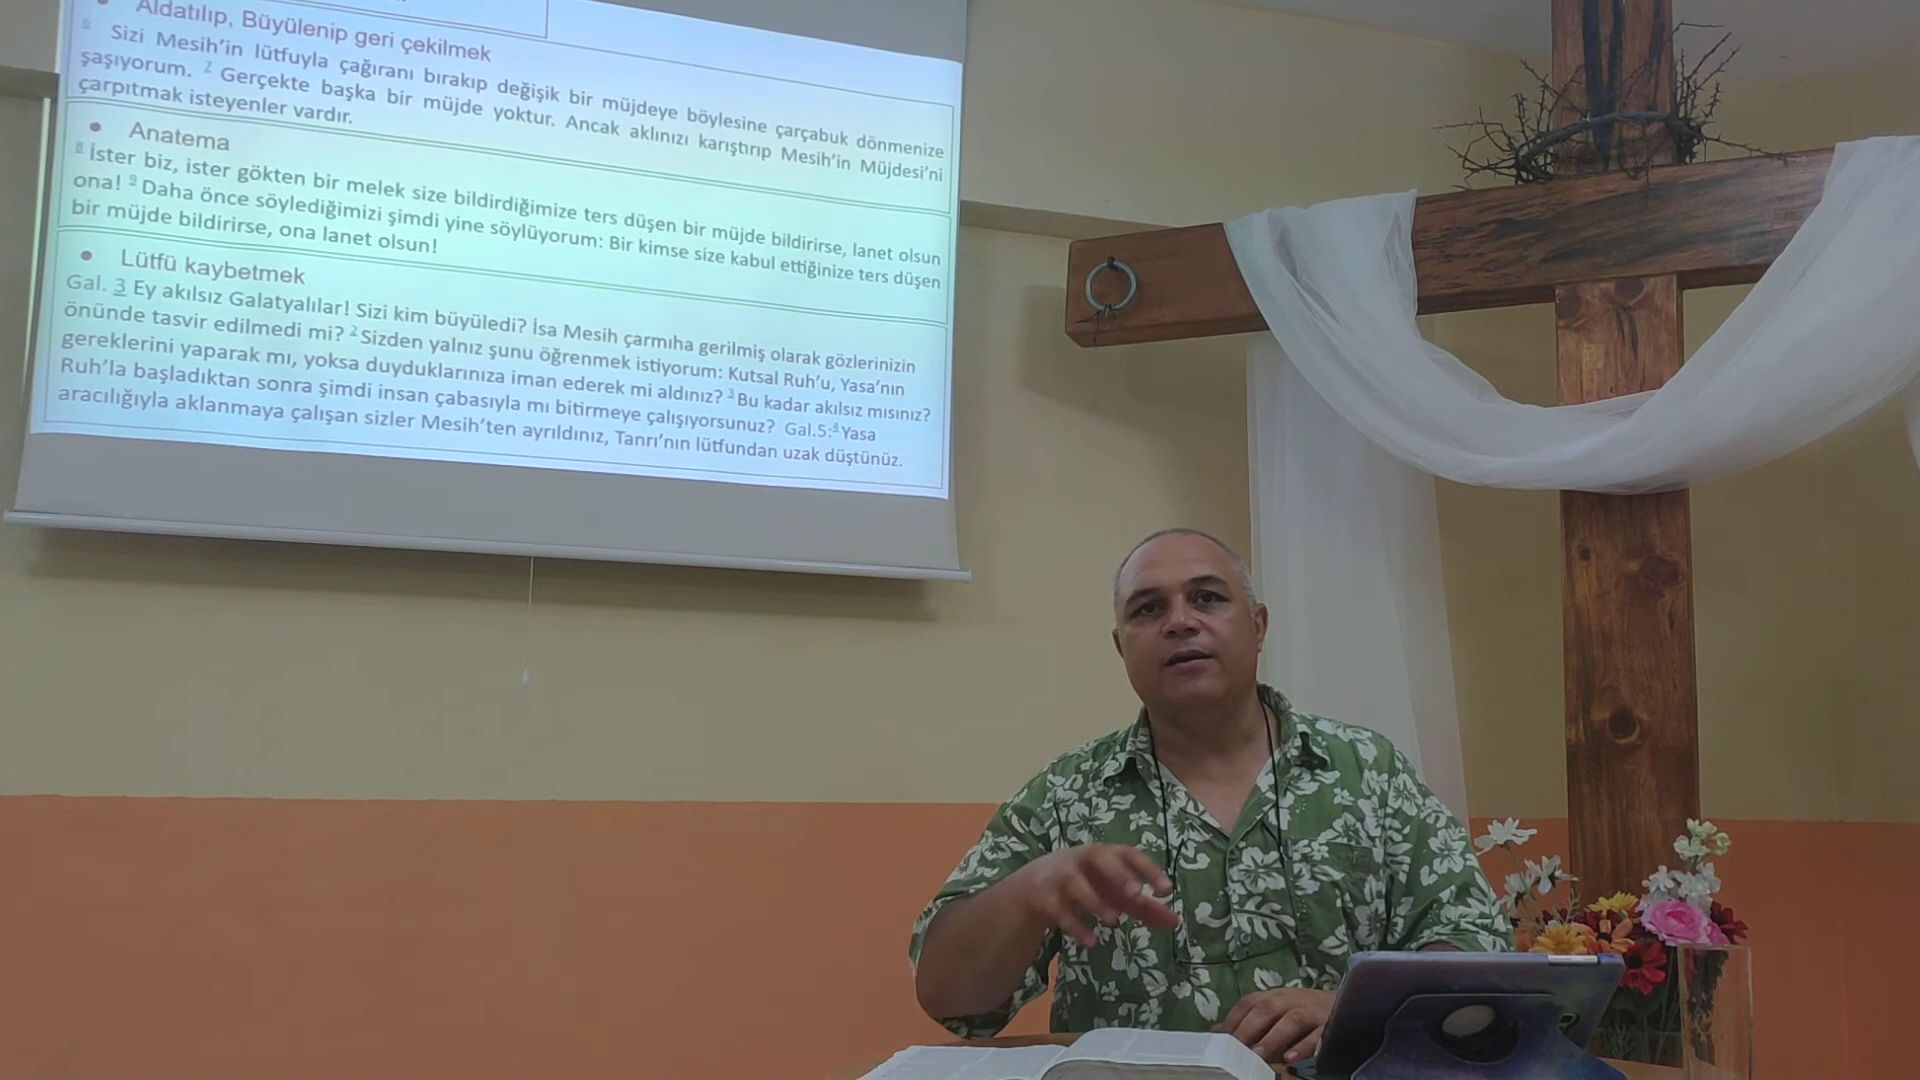 Aldatılıp, Büyülenip geri çekilmek
6 Sizi Mesih'in lütfuyla çağıranı bırakıp değişik bir müjdeye böylesine çarçabuk dönmenize
şaşıyorum. 7 Gerçekte başka bir müjde yoktur. Ancak aklınızı karıştırıp Mesih'in Müjdesi'ni
çarpıtmak isteyenler vardır.
• Anatema
8 İster biz, ister gökten bir melek size bildirdiğimize ters düşen bir müjde bildirirse, lanet olsun
ona! 9 Daha önce söylediğimizi şimdi yine söylüyorum: Bir kimse size kabul ettiğinize ters düşen
bir müjde bildirirse, ona lanet olsun!
• Lütfü kaybetmek
Gal. 3 Ey akılsız Galatyalılar! Sizi kim büyüledi? İsa Mesih çarmıha gerilmiş olarak gözlerinizin
önünde tasvir edilmedi mi? 2 Sizden yalnız şunu öğrenmek istiyorum: Kutsal Ruh'u, Yasa'nın
gereklerini yaparak mı, yoksa duyduklarınıza iman ederek mi aldınız? 3 Bu kadar akılsız mısınız?
Ruh'la başladıktan sonra şimdi insan çabasıyla mı bitirmeye çalışıyorsunuz? Gal.5:4 Yasa
aracılığıyla aklanmaya çalışan sizler Mesih'ten ayrıldınız, Tanrı'nın lütfundan uzak düştünüz.